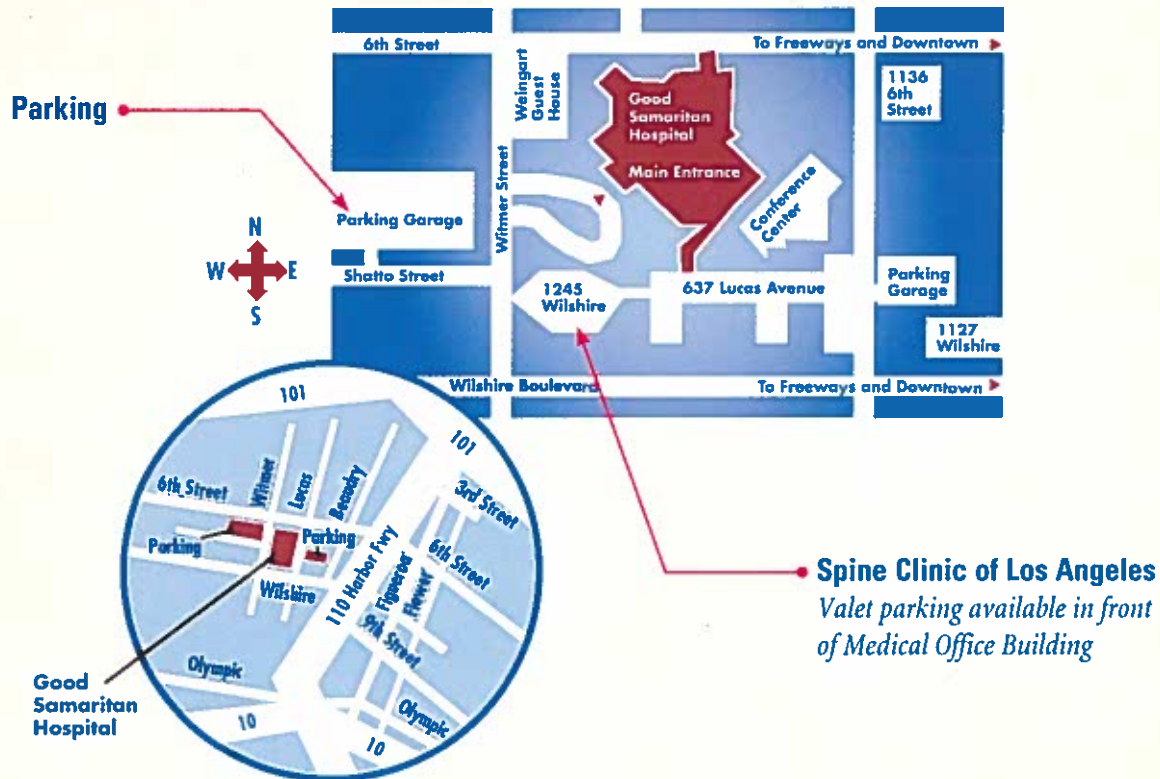 6th Street
To Freeways and Downtown
Weingart
Guest
House
1136
6th
Street
Parking
Good
Samaritan
Hospital
Main Entrance
Witmer Street
Conference
Center
Parking Garage
N
W E
S
Shatto Street
1245
Wilshire
637 Lucas Avenue
Parking
Garage
1127
Wilshire
Wilshire Boulevard
To Freeways and Downtown
101
101
6th Street
Witmer
Lucas
Beaudry
3rd Street
Parking
Parking
110 Harbor Fwy
Figueroa
Flower
6th Street
Wilshire
9th Street
Olympic
Olympic
10
10
Good
Samaritan
Hospital
Spine Clinic of Los Angeles
Valet parking available in front
of Medical Office Building